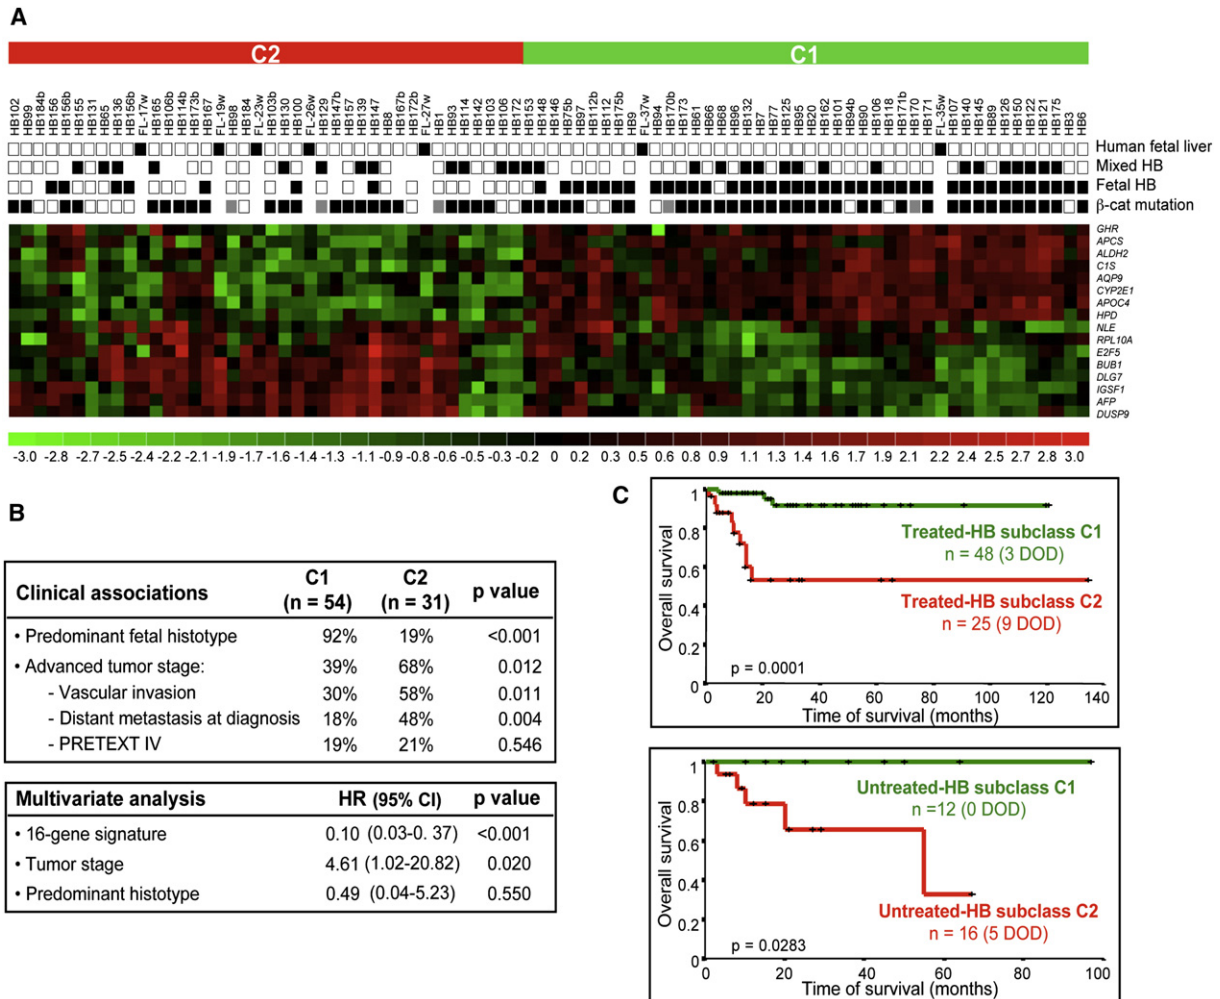 A
C2 C1
HB102 HB99 HB184b HB156 HB156b HB155 HB131 HB65 HB136 HB156b FL-17w HB165 HB106b HB114b HB173b HB167 FL-19w HB98 HB184 FL-23w HB103b HB130 HB100 FL-26w HB129 HB147b HB157 HB139 HB147 HB8 HB167b HB172b FL-27w HB1 HB93 HB114 HB142 HB103 HB106 HB172 HB153 HB148 HB146 HB75b HB97 HB112b HB112 HB175b HB9 FL-37w HB94 HB170b HB173 HB61 HB66 HB68 HB96 HB132 HB7 HB77 HB125 HB95 HB20 HB162 HB101 HB94b HB90 HB106 HB118 HB171b HB170 HB171 FL-35w HB107 HB140 HB145 HB89 HB126 HB150 HB122 HB121 HB175 HB3 HB6
Human fetal liver
Mixed HB
Fetal HB
β-cat mutation
GHR
APCS
ALDH2
C1S
AQP9
CYP2E1
APOC4
HPD
NLE
RPL10A
E2F5
BUB1
DLG7
IGSF1
AFP
DUSP9
-3.0 -2.8 -2.7 -2.5 -2.4 -2.2 -2.1 -1.9 -1.7 -1.6 -1.4 -1.3 -1.1 -0.9 -0.8 -0.6 -0.5 -0.3 -0.2 0 0.2 0.3 0.5 0.6 0.8 0.9 1.1 1.3 1.4 1.6 1.7 1.9 2.1 2.2 2.4 2.5 2.7 2.8 3.0
B
Clinical associations C1 (n = 54) C2 (n = 31) p value
• Predominant fetal histotype 92% 19% <0.001
• Advanced tumor stage: 39% 68% 0.012
- Vascular invasion 30% 58% 0.011
- Distant metastasis at diagnosis 18% 48% 0.004
- PRETEXT IV 19% 21% 0.546
Multivariate analysis HR (95% CI) p value
• 16-gene signature 0.10 (0.03-0. 37) <0.001
• Tumor stage 4.61 (1.02-20.82) 0.020
• Predominant histotype 0.49 (0.04-5.23) 0.550
C
Overall survival
1
0.8
0.6
0.4
0.2
0
Treated-HB subclass C1
n = 48 (3 DOD)
Treated-HB subclass C2
n = 25 (9 DOD)
p = 0.0001
0 20 40 60 80 100 120 140
Time of survival (months)
Overall survival
1
0.8
0.6
0.4
0.2
0
Untreated-HB subclass C1
n =12 (0 DOD)
Untreated-HB subclass C2
n = 16 (5 DOD)
p = 0.0283
0 20 40 60 80 100
Time of survival (months)